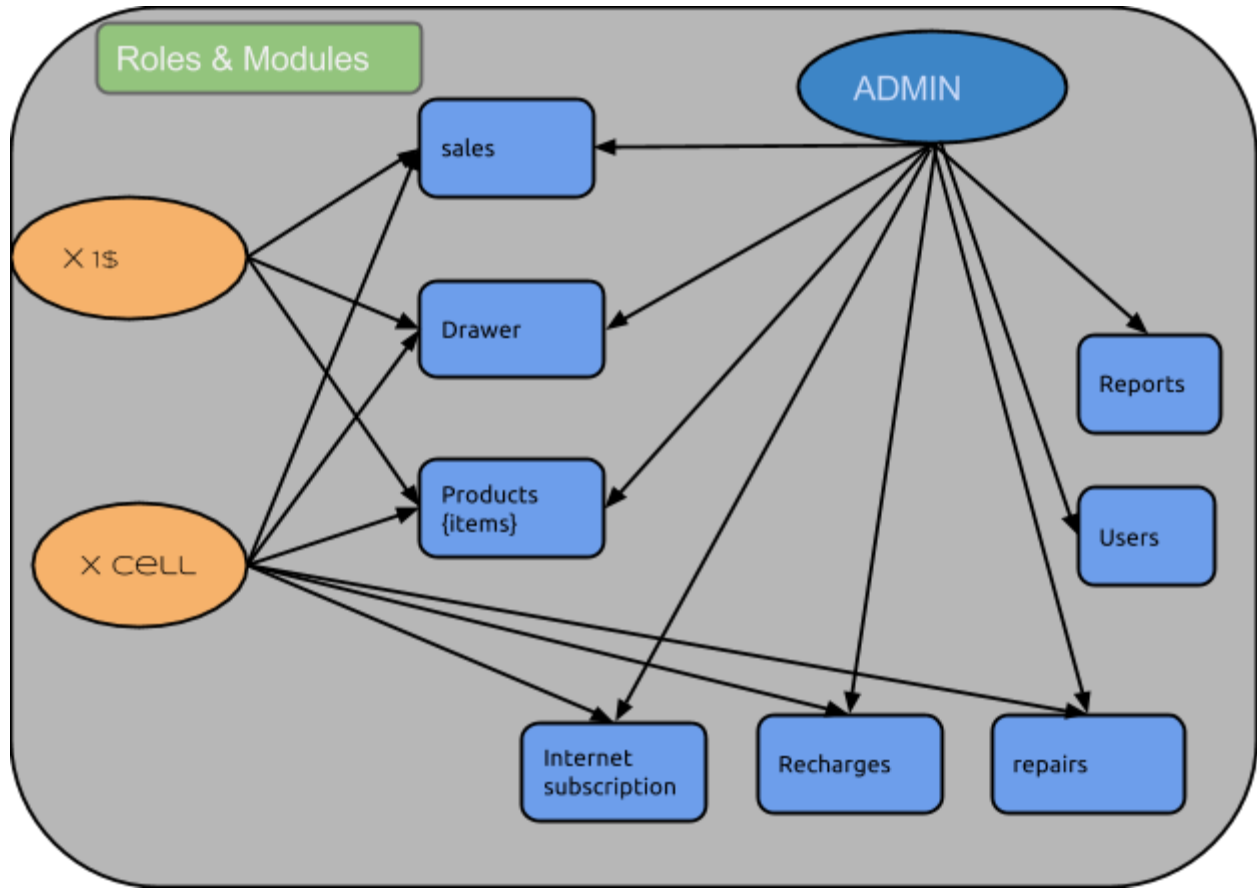 Roles & Modules
ADMIN
sales
X 1$
Drawer
Reports
Products
{items}
Users
X CELL
Internet
subscription
Recharges
repairs